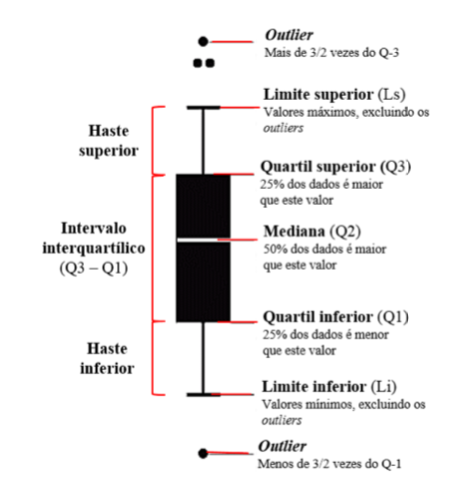 Outlier
Mais de 3/2 vezes do Q-3
Limite superior (Ls)
Valores máximos, excluindo os
outliers
Haste
superior
Quartil superior (Q3)
25% dos dados é maior
que este valor
Intervalo
interquartílico
(Q3 – Q1)
Mediana (Q2)
50% dos dados é maior
que este valor
Quartil inferior (Q1)
25% dos dados é menor
que este valor
Haste
inferior
Limite inferior (Li)
Valores mínimos, excluindo os
outliers
Outlier
Menos de 3/2 vezes do Q-1